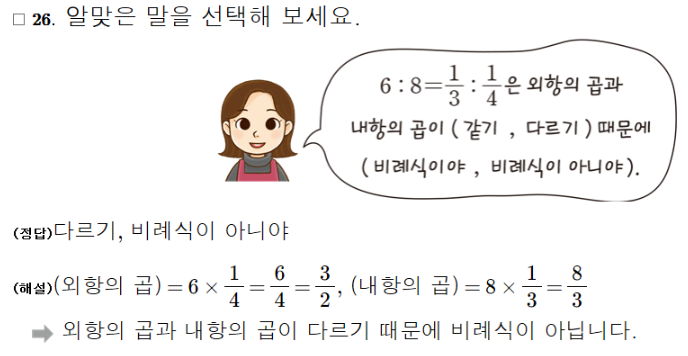 □ 26. 알맞은 말을 선택해 보세요.
6 : 8 = 1/3 : 1/4은 외항의 곱과
내항의 곱이 ( 같기 , 다르기 ) 때문에
( 비례식이야 , 비례식이 아니야 ).
(정답)다르기, 비례식이 아니야
(해설)(외항의 곱) = 6 × 1/4 = 6/4 = 3/2, (내항의 곱) = 8 × 1/3 = 8/3
➡ 외항의 곱과 내항의 곱이 다르기 때문에 비례식이 아닙니다.